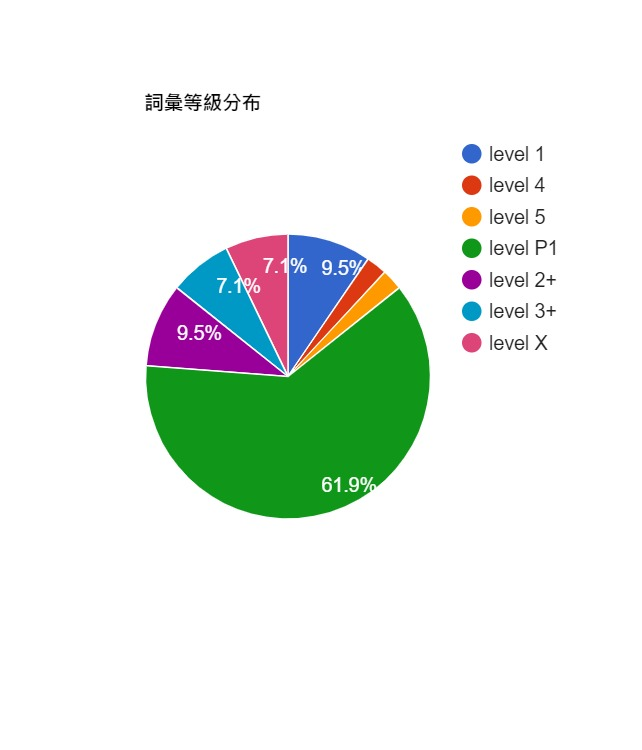 詞彙等級分布
level 1
level 4
level 5
level P1
level 2+
level 3+
level X
7.1%
9.5%
7.1%
9.5%
61.9%